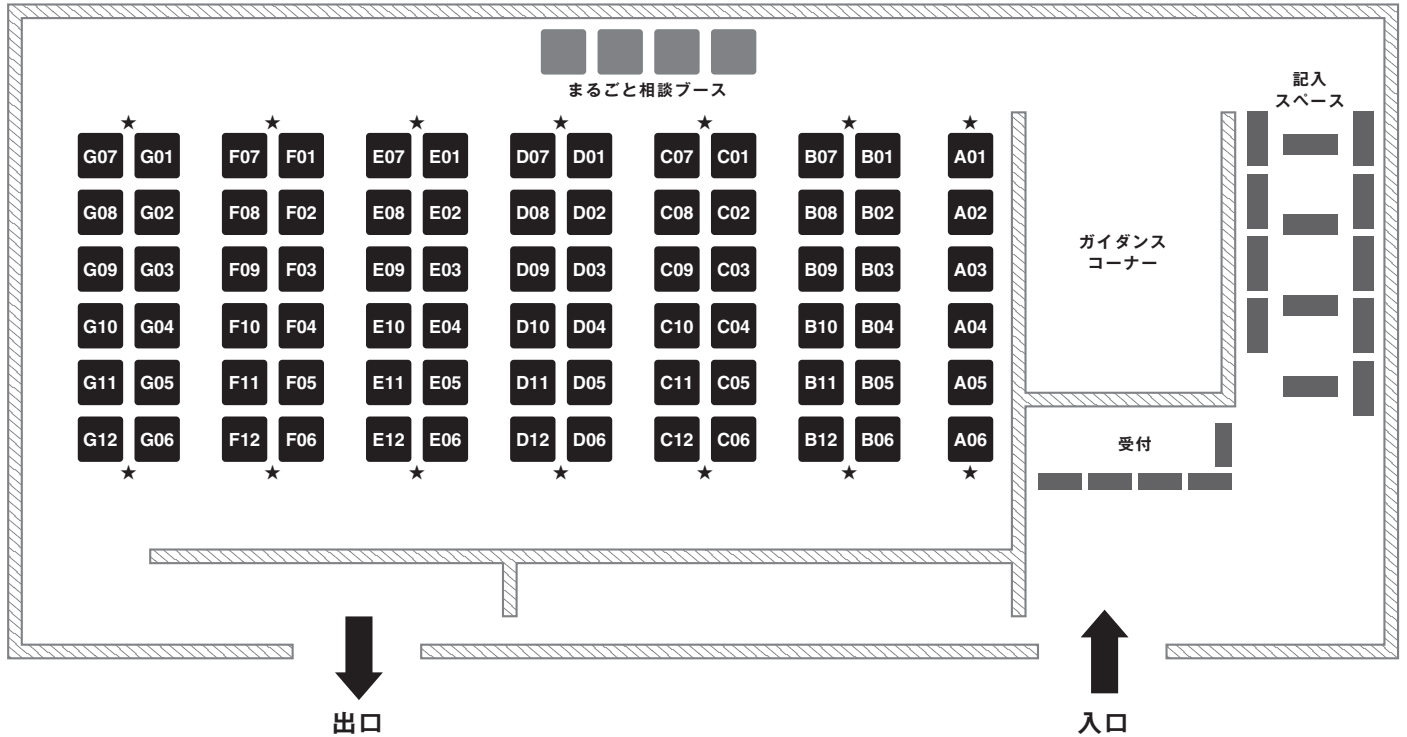 まるごと相談ブース
記入
スペース
★ ★ ★ ★ ★ ★ ★
G07 G01 F07 F01 E07 E01 D07 D01 C07 C01 B07 B01 A01
G08 G02 F08 F02 E08 E02 D08 D02 C08 C02 B08 B02 A02
G09 G03 F09 F03 E09 E03 D09 D03 C09 C03 B09 B03 A03
G10 G04 F10 F04 E10 E04 D10 D04 C10 C04 B10 B04 A04
G11 G05 F11 F05 E11 E05 D11 D05 C11 C05 B11 B05 A05
G12 G06 F12 F06 E12 E06 D12 D06 C12 C06 B12 B06 A06
★ ★ ★ ★ ★ ★ ★
ガイダンス
コーナー
受付
出口
入口